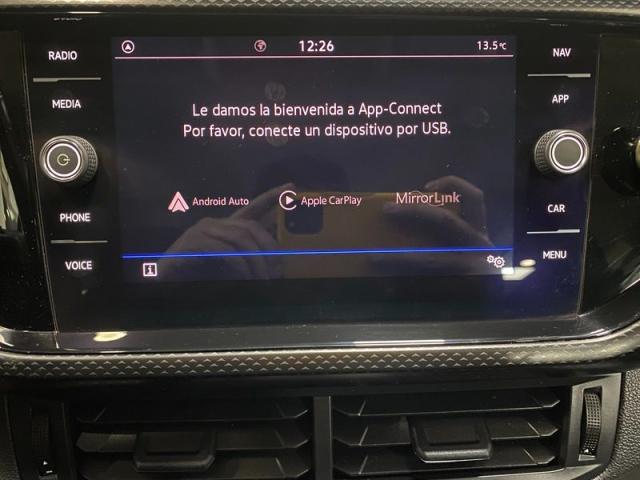 RADIO
MEDIA
PHONE
VOICE
12:26
13.5°C
Le damos la bienvenida a App-Connect
Por favor, conecte un dispositivo por USB.
Android Auto
Apple CarPlay
MirrorLink
NAV
APP
CAR
MENU